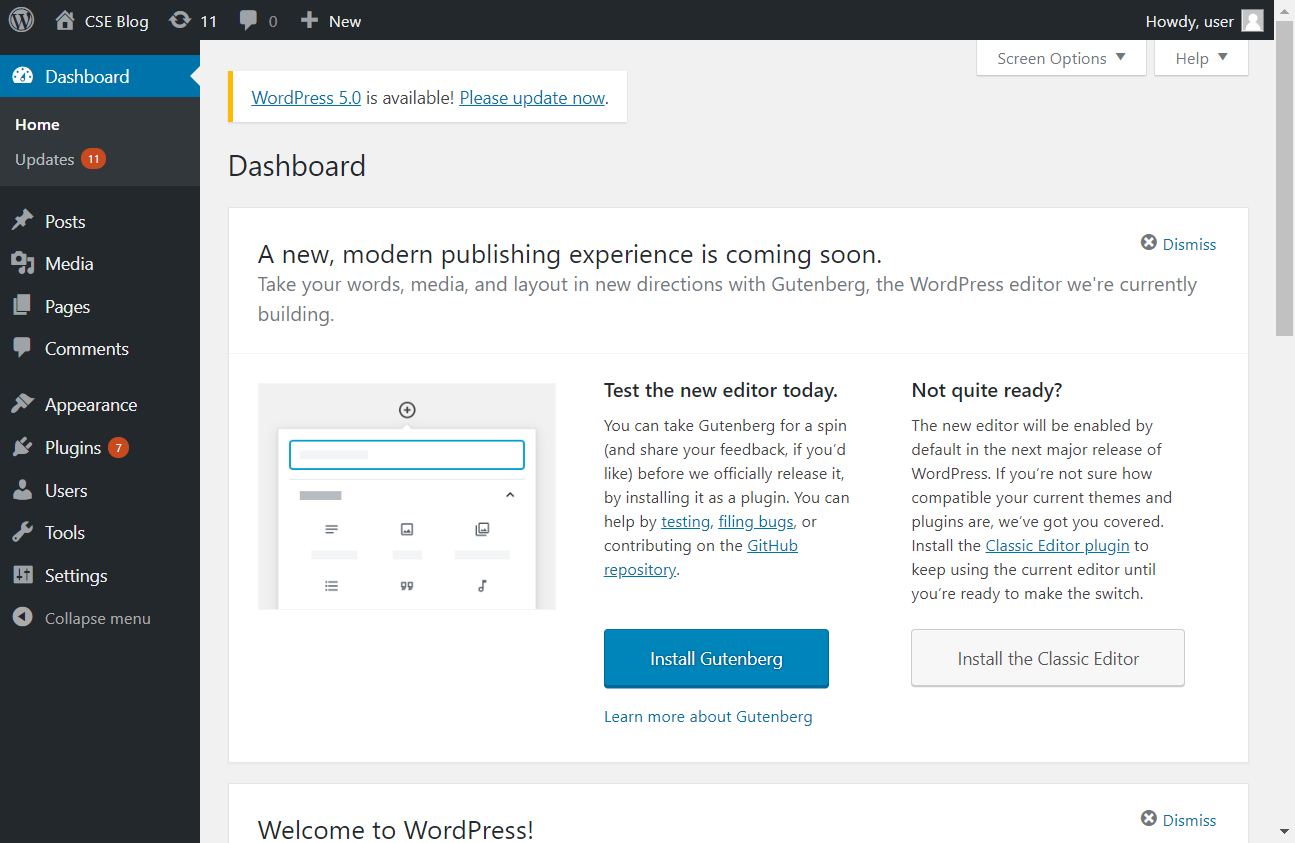 CSE Blog 11 0 New Howdy, user
Screen Options Help
Dashboard
Home
Updates 11
Posts
Media
Pages
Comments
Appearance
Plugins 7
Users
Tools
Settings
Collapse menu
WordPress 5.0 is available! Please update now.
Dashboard
Dismiss
A new, modern publishing experience is coming soon.
Take your words, media, and layout in new directions with Gutenberg, the WordPress editor we're currently
building.
Test the new editor today.
You can take Gutenberg for a spin
(and share your feedback, if you’d
like) before we officially release it,
by installing it as a plugin. You can
help by testing, filing bugs, or
contributing on the GitHub
repository.
Install Gutenberg
Learn more about Gutenberg
Not quite ready?
The new editor will be enabled by
default in the next major release of
WordPress. If you’re not sure how
compatible your current themes and
plugins are, we’ve got you covered.
Install the Classic Editor plugin to
keep using the current editor until
you’re ready to make the switch.
Install the Classic Editor
Dismiss
Welcome to WordPress!